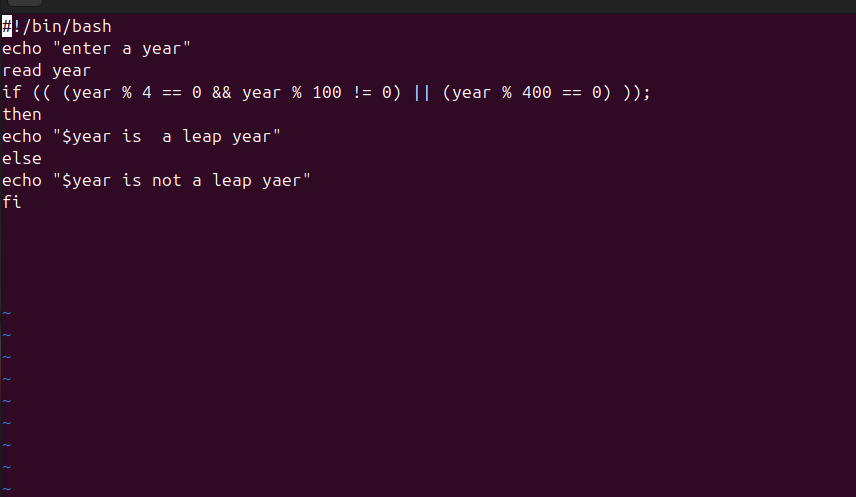 #!/bin/bash
echo "enter a year"
read year
if (( (year % 4 == 0 && year % 100 != 0) || (year % 400 == 0) ));
then
echo "$year is  a leap year"
else
echo "$year is not a leap yaer"
fi
~
~
~
~
~
~
~
~
~